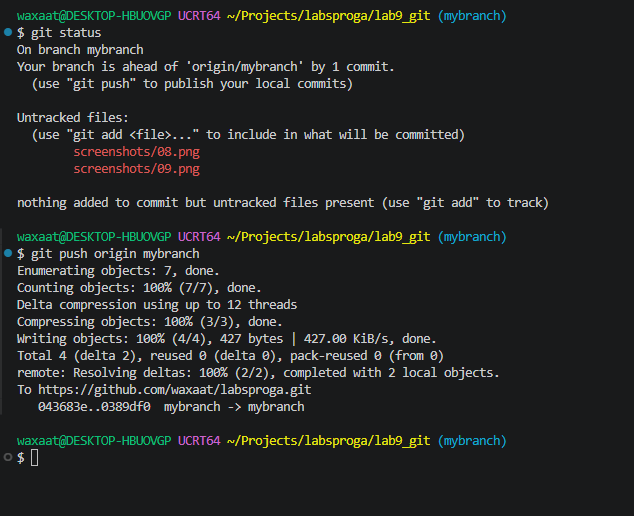 waxaat@DESKTOP-HBUOVGP UCRT64 ~/Projects/labsproga/lab9_git (mybranch)
$ git status
On branch mybranch
Your branch is ahead of 'origin/mybranch' by 1 commit.
  (use "git push" to publish your local commits)

Untracked files:
  (use "git add <file>..." to include in what will be committed)
        screenshots/08.png
        screenshots/09.png

nothing added to commit but untracked files present (use "git add" to track)

waxaat@DESKTOP-HBUOVGP UCRT64 ~/Projects/labsproga/lab9_git (mybranch)
$ git push origin mybranch
Enumerating objects: 7, done.
Counting objects: 100% (7/7), done.
Delta compression using up to 12 threads
Compressing objects: 100% (3/3), done.
Writing objects: 100% (4/4), 427 bytes | 427.00 KiB/s, done.
Total 4 (delta 2), reused 0 (delta 0), pack-reused 0 (from 0)
remote: Resolving deltas: 100% (2/2), completed with 2 local objects.
To https://github.com/waxaat/labsproga.git
   043683e..0389df0  mybranch -> mybranch

waxaat@DESKTOP-HBUOVGP UCRT64 ~/Projects/labsproga/lab9_git (mybranch)
$